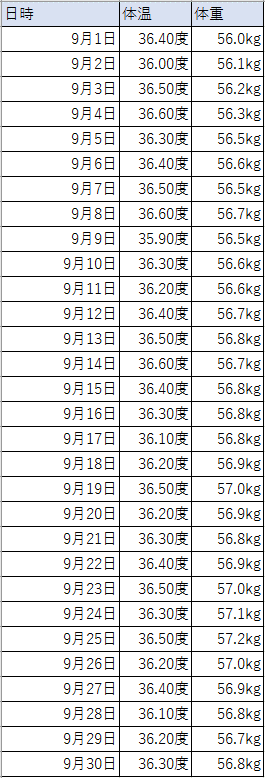 日時 体温 体重
9月1日 36.40度 56.0kg
9月2日 36.00度 56.1kg
9月3日 36.50度 56.2kg
9月4日 36.60度 56.3kg
9月5日 36.30度 56.5kg
9月6日 36.40度 56.6kg
9月7日 36.50度 56.5kg
9月8日 36.60度 56.7kg
9月9日 35.90度 56.5kg
9月10日 36.30度 56.6kg
9月11日 36.20度 56.6kg
9月12日 36.40度 56.7kg
9月13日 36.50度 56.8kg
9月14日 36.60度 56.7kg
9月15日 36.40度 56.8kg
9月16日 36.30度 56.8kg
9月17日 36.10度 56.8kg
9月18日 36.20度 56.9kg
9月19日 36.50度 57.0kg
9月20日 36.20度 56.9kg
9月21日 36.30度 56.8kg
9月22日 36.40度 56.9kg
9月23日 36.50度 57.0kg
9月24日 36.30度 57.1kg
9月25日 36.50度 57.2kg
9月26日 36.20度 57.0kg
9月27日 36.40度 56.9kg
9月28日 36.10度 56.8kg
9月29日 36.20度 56.7kg
9月30日 36.30度 56.8kg